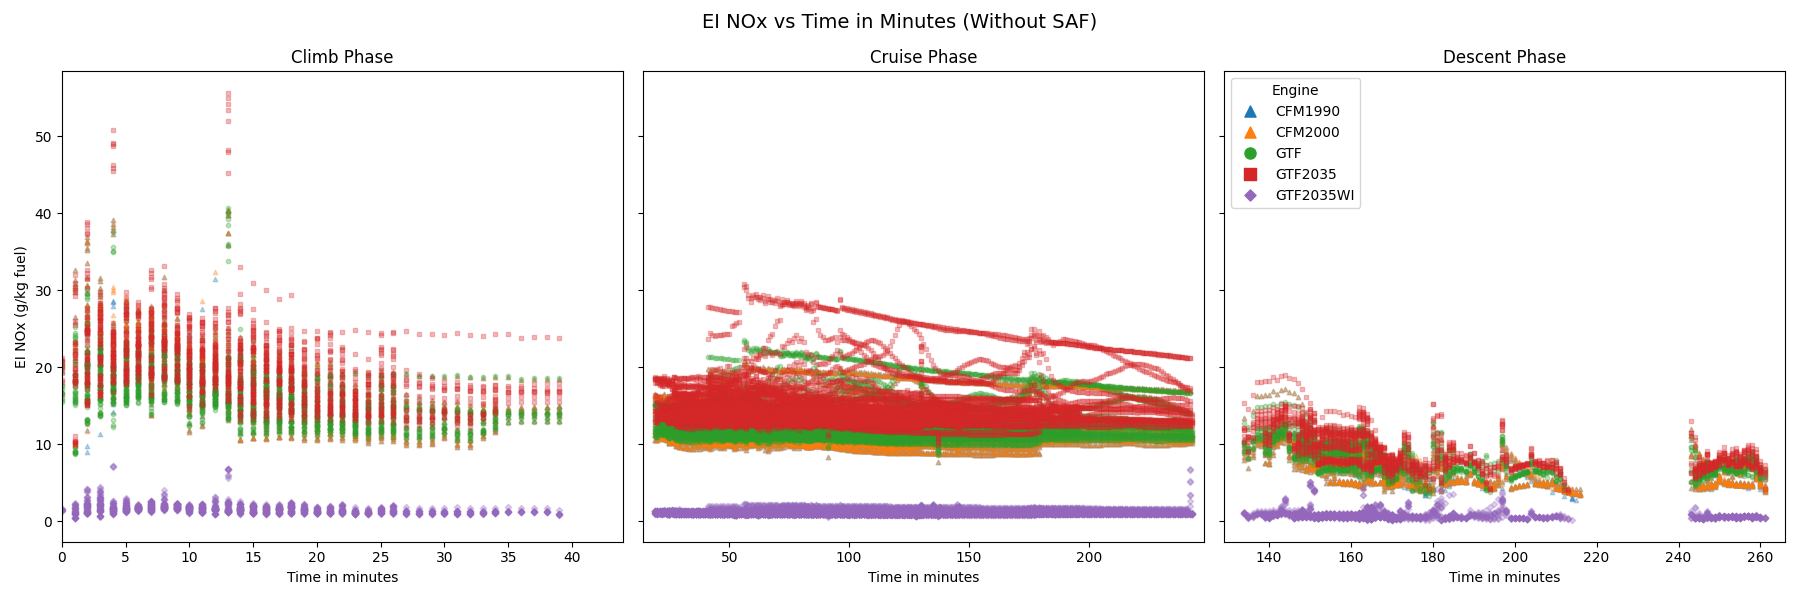 EI NOx vs Time in Minutes (Without SAF)
Climb Phase
Cruise Phase
Descent Phase
EI NOx (g/kg fuel)
50
40
30
20
10
0
Engine
CFM1990
CFM2000
GTF
GTF2035
GTF2035WI
0 5 10 15 20 25 30 35 40
50 100 150 200
140 160 180 200 220 240 260
Time in minutes
Time in minutes
Time in minutes